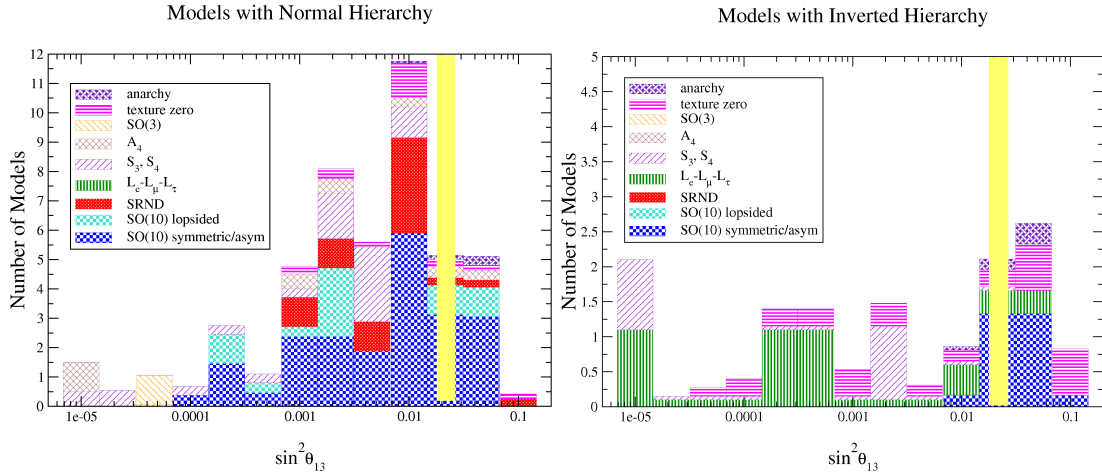 Models with Normal Hierarchy
12
11
10
9
8
7
6
5
4
3
2
1
0
Number of Models
anarchy
texture zero
SO(3)
A4
S3, S4
Le-Lμ-Lτ
SRND
SO(10) lopsided
SO(10) symmetric/asym
1e-05
0.0001
0.001
0.01
0.1
sin²θ13
Models with Inverted Hierarchy
5
4.5
4
3.5
3
2.5
2
1.5
1
0.5
0
Number of Models
anarchy
texture zero
SO(3)
A4
S3, S4
Le-Lμ-Lτ
SRND
SO(10) lopsided
SO(10) symmetric/asym
1e-05
0.0001
0.001
0.01
0.1
sin²θ13